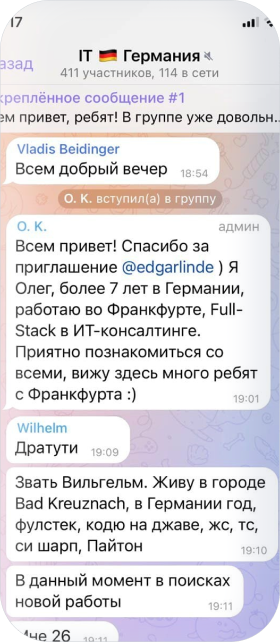 17
азад
IT 🇩🇪 Германия
411 участников, 114 в сети
креплённое сообщение #1
ем привет, ребят! В группе уже довольн...
Vladis Beidinger
Всем добрый вечер 18:54
О. К. вступил(а) в группу
О. К. админ
Всем привет! Спасибо за
приглашение @edgarlinde ) Я
Олег, более 7 лет в Германии,
работаю во Франкфурте, Full-
Stack в ИТ-консалтинге.
Приятно познакомиться со
всеми, вижу здесь много ребят
с Франкфурта :)
19:01
Wilhelm
Дратути 19:09
Звать Вильгельм. Живу в городе
Bad Kreuznach, в Германии год,
фулстек, кодю на джаве, жс, тс,
си шарп, Пайтон
19:10
В данный момент в поисках
новой работы 19:11
Мне 26 19:11